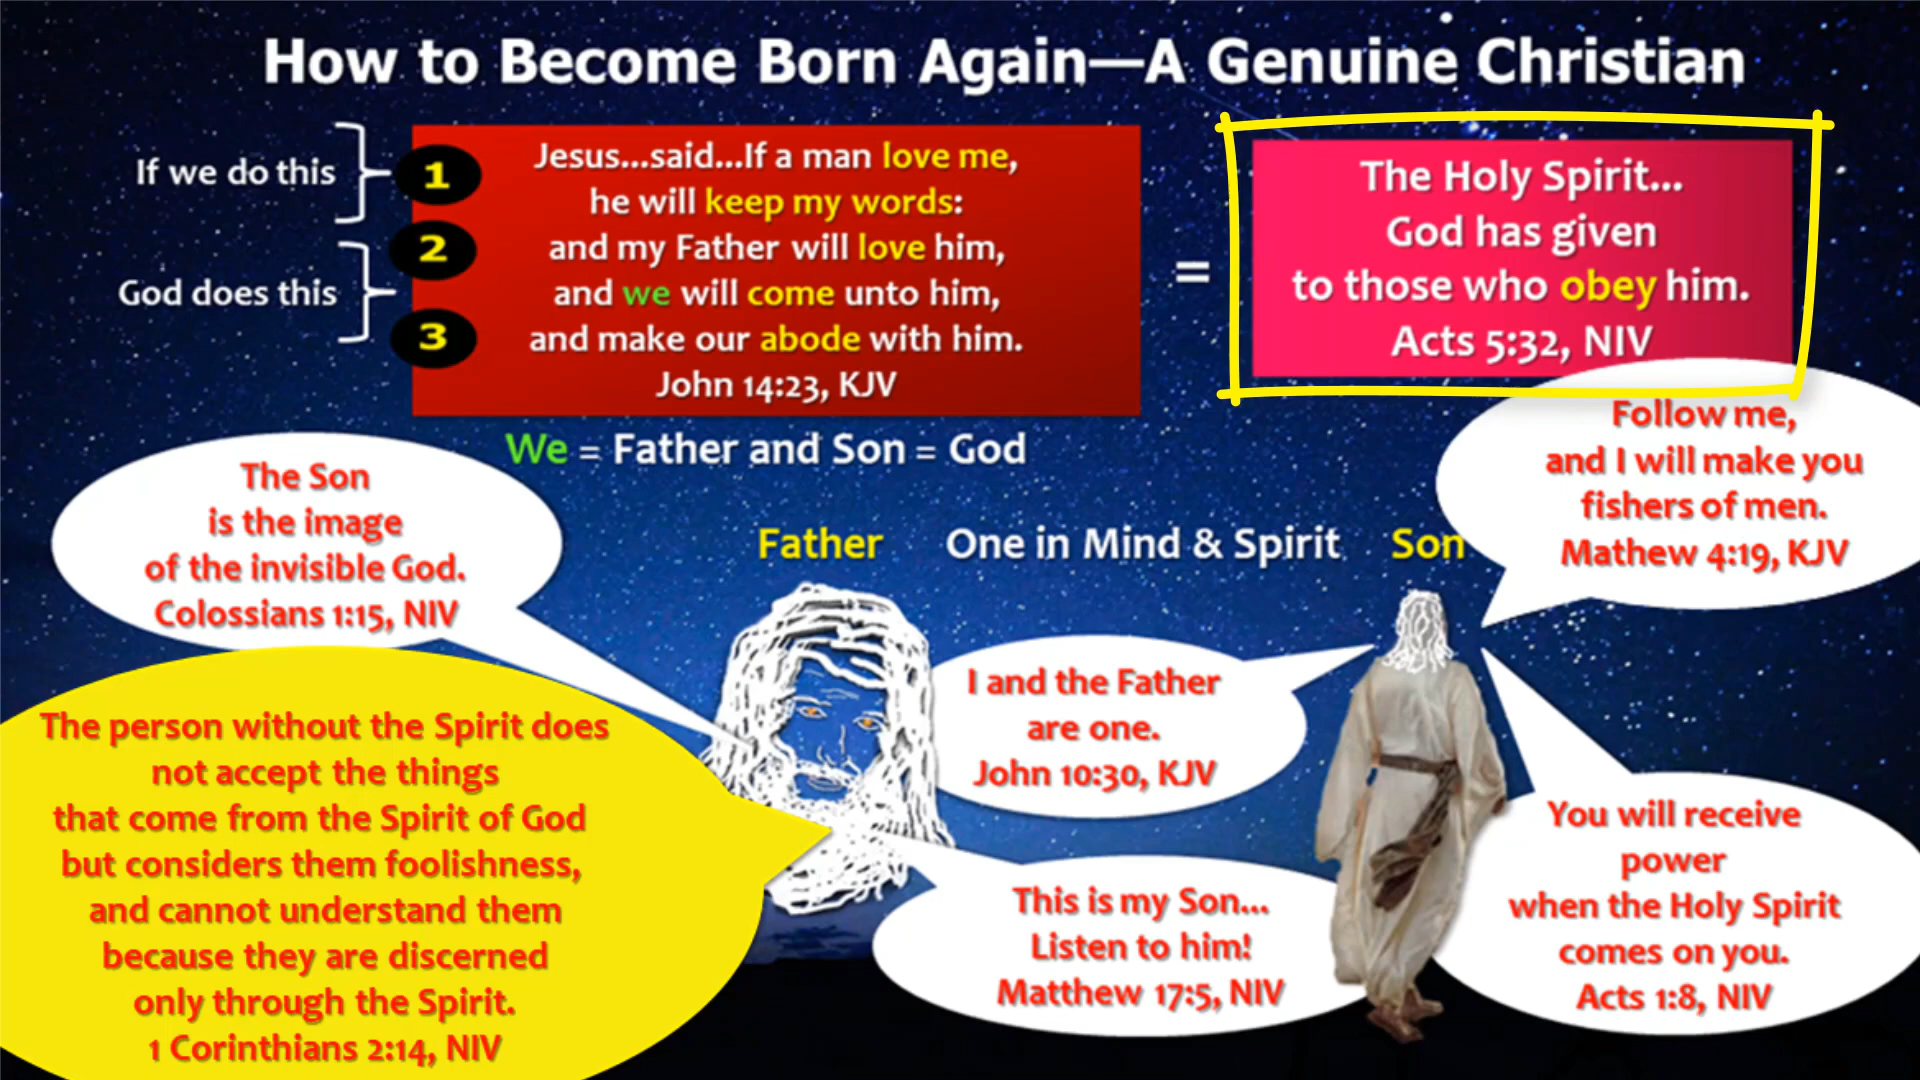 How to Become Born Again—A Genuine Christian
If we do this
God does this
1
2
3
Jesus...said...If a man love me,
he will keep my words:
and my Father will love him,
and we will come unto him,
and make our abode with him.
John 14:23, KJV
=
The Holy Spirit...
God has given
to those who obey him.
Acts 5:32, NIV
We = Father and Son = God
The Son
is the image
of the invisible God.
Colossians 1:15, NIV
Father One in Mind & Spirit Son
Follow me,
and I will make you
fishers of men.
Mathew 4:19, KJV
The person without the Spirit does
not accept the things
that come from the Spirit of God
but considers them foolishness,
and cannot understand them
because they are discerned
only through the Spirit.
1 Corinthians 2:14, NIV
I and the Father
are one.
John 10:30, KJV
This is my Son...
Listen to him!
Matthew 17:5, NIV
You will receive
power
when the Holy Spirit
comes on you.
Acts 1:8, NIV